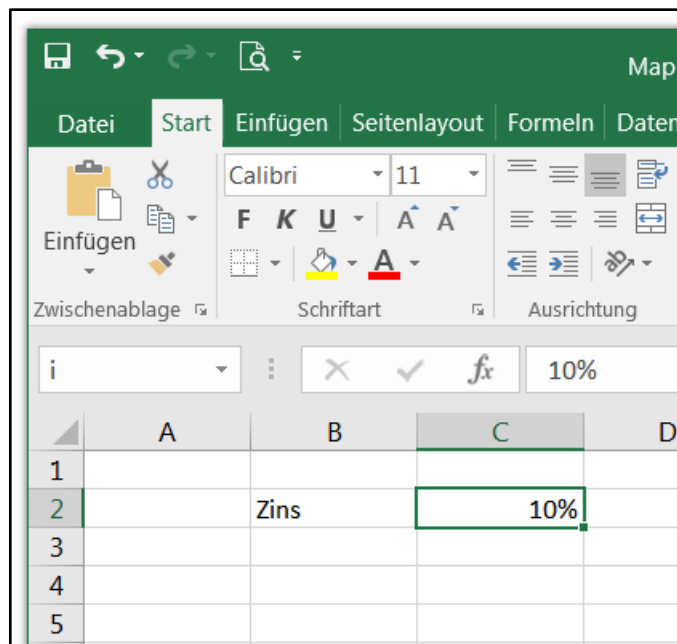 Map
Datei Start Einfügen Seitenlayout Formeln Daten
Calibri 11
F K U A A
Einfügen
A
Zwischenablage Schriftart Ausrichtung
i fx 10%
A B C D
1
2 Zins 10%
3
4
5